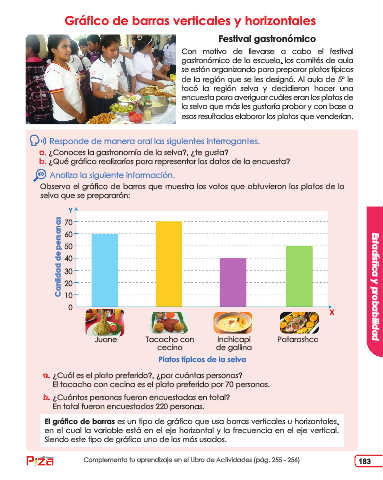 Gráfico de barras verticales y horizontales
Festival gastronómico
Con motivo de llevarse a cabo el festival
gastronómico de la escuela, los comités de aula
se están organizando para preparar platos típicos
de la región que se les designó. Al aula de 5° le
tocó la región selva y decidieron hacer una
encuesta para averiguar cuáles eran los platos de
la selva que más les gustaría probar y con base a
esos resultados elaborar los platos que venderían.
Responde de manera oral las siguientes interrogantes.
a. ¿Conoces la gastronomía de la selva?, ¿te gusta?
b. ¿Qué gráfico realizarías para representar los datos de la encuesta?
Analiza la siguiente información.
Observa el gráfico de barras que muestra los votos que obtuvieron los platos de la
selva que se prepararán:
Y
Cantidad de personas
70
60
50
40
30
20
10
0
X
Juane
Tacacho con
cecina
Inchicapi
de gallina
Patarashca
Platos típicos de la selva
a. ¿Cuál es el plato preferido?, ¿por cuántas personas?
El tacacho con cecina es el plato preferido por 70 personas.
b. ¿Cuántas personas fueron encuestadas en total?
En total fueron encuestadas 220 personas.
El gráfico de barras es un tipo de gráfico que usa barras verticales u horizontales,
en el cual la variable está en el eje horizontal y la frecuencia en el eje vertical.
Siendo este tipo de gráfico uno de los más usados.
Estadística y probabilidad
Complementa tu aprendizaje en el Libro de Actividades (pág. 255 - 256)
183